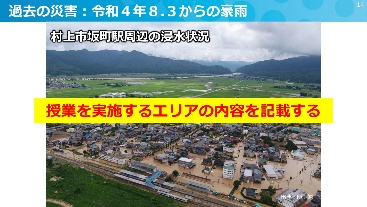 過去の災害：令和４年８.３からの豪雨
村上市坂町駅周辺の浸水状況
授業を実施するエリアの内容を記載する